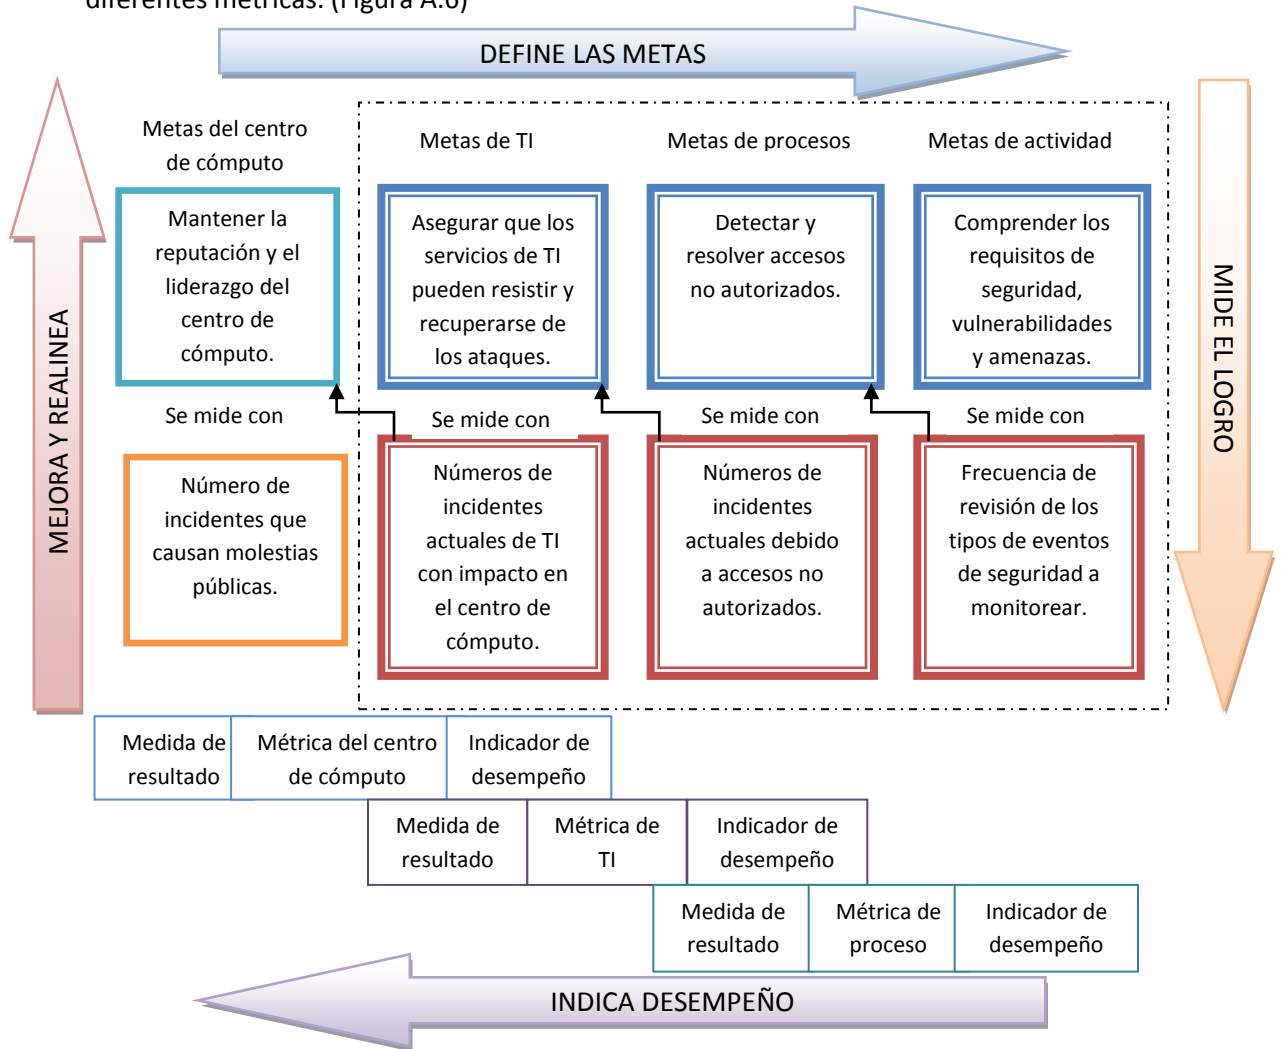 diferentes métricas. (Figura A.6)
DEFINE LAS METAS
MEJORA Y REALINEA
MIDE EL LOGRO
Metas del centro
de cómputo
Metas de TI
Metas de procesos
Metas de actividad
Mantener la
reputación y el
liderazgo del
centro de
cómputo.
Asegurar que los
servicios de TI
pueden resistir y
recuperarse de
los ataques.
Detectar y
resolver accesos
no autorizados.
Comprender los
requisitos de
seguridad,
vulnerabilidades
y amenazas.
Se mide con
Se mide con
Se mide con
Se mide con
Número de
incidentes que
causan molestias
públicas.
Números de
incidentes
actuales de TI
con impacto en
el centro de
cómputo.
Números de
incidentes
actuales debido
a accesos no
autorizados.
Frecuencia de
revisión de los
tipos de eventos
de seguridad a
monitorear.
Medida de
resultado
Métrica del centro
de cómputo
Indicador de
desempeño
Medida de
resultado
Métrica de
TI
Indicador de
desempeño
Medida de
resultado
Métrica de
proceso
Indicador de
desempeño
INDICA DESEMPEÑO